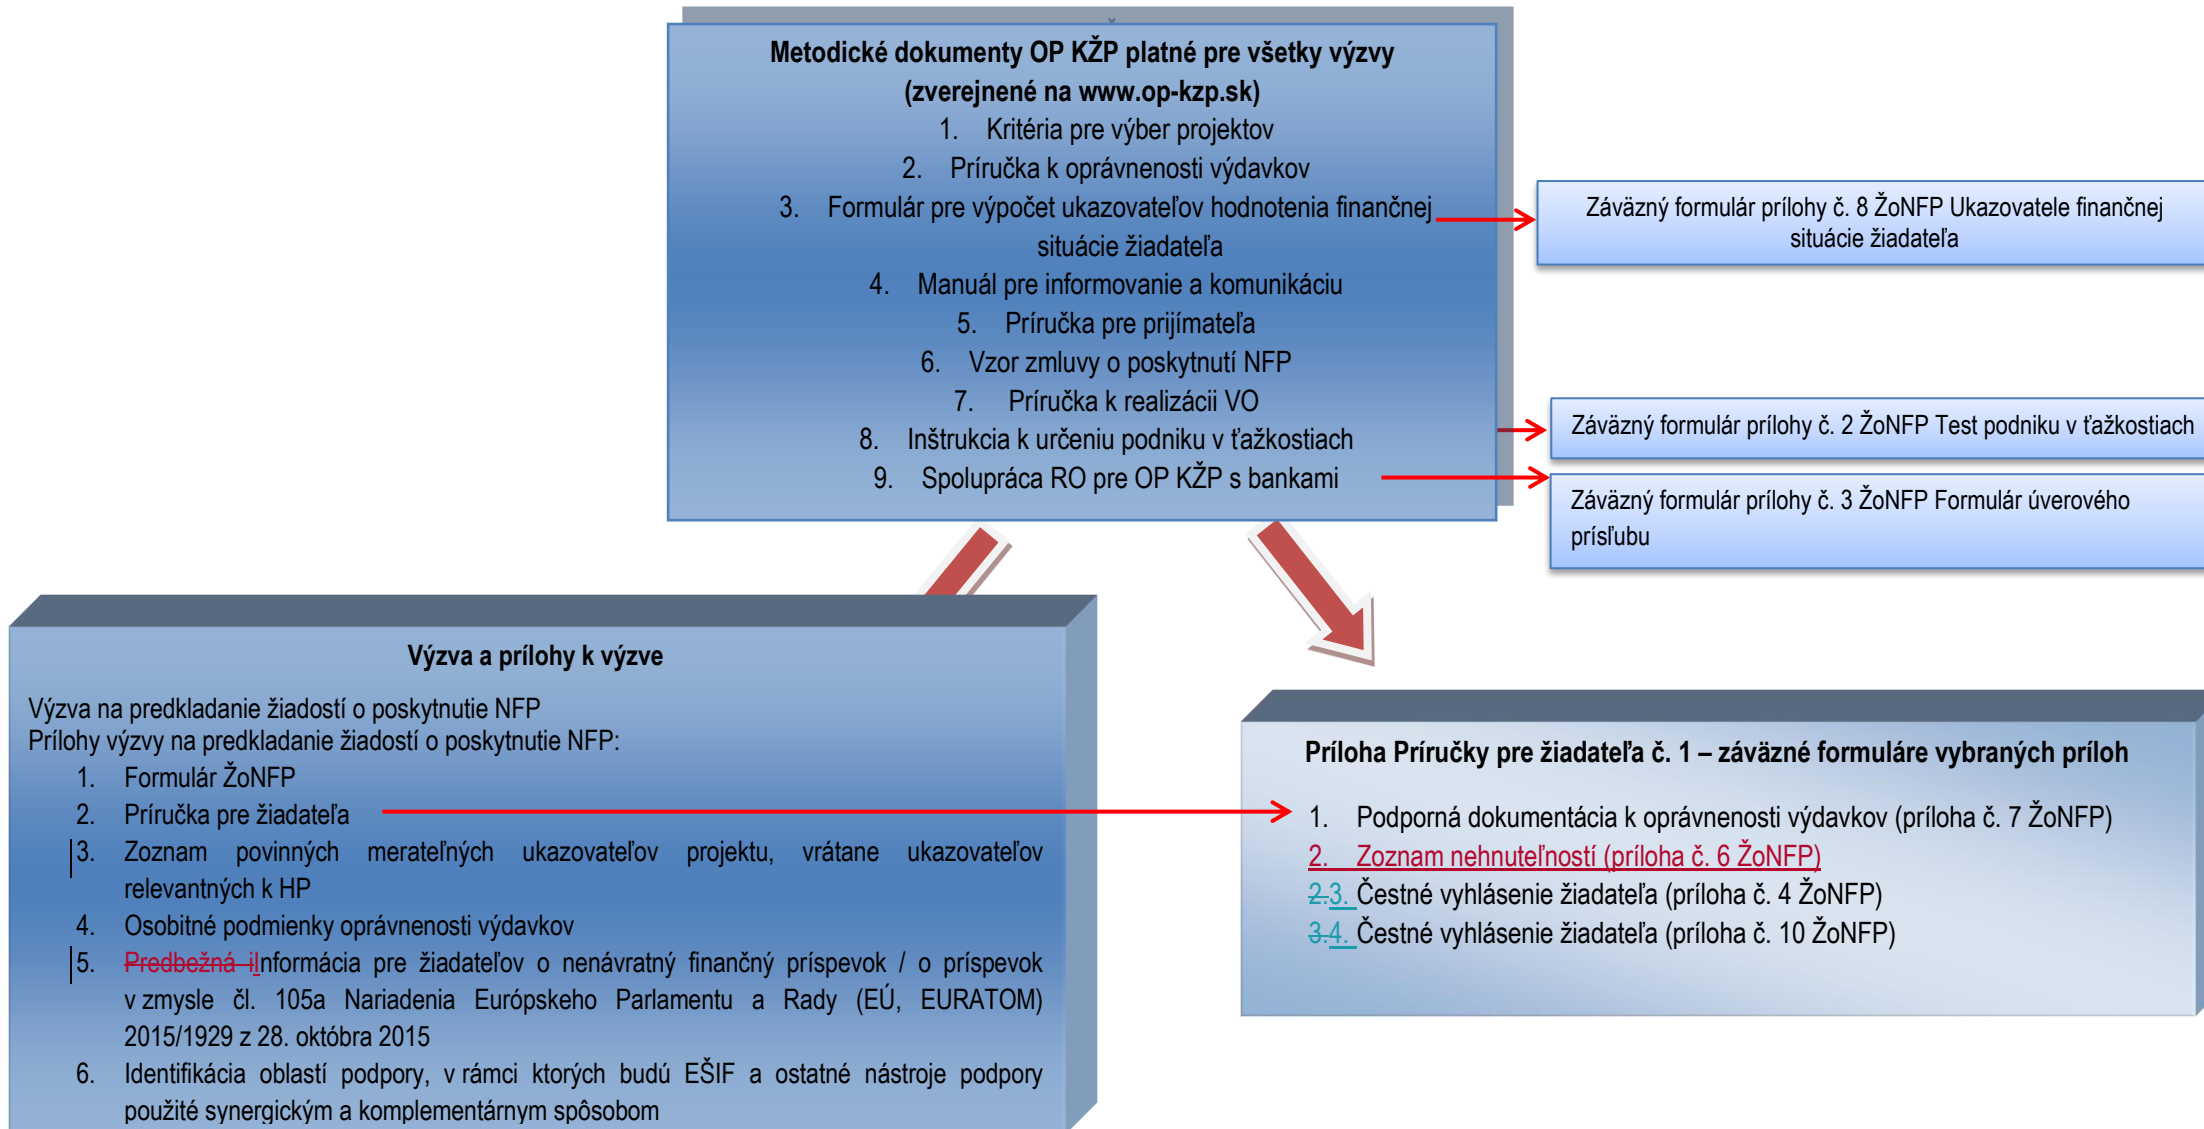 Metodické dokumenty OP KŽP platné pre všetky výzvy
(zverejnené na www.op-kzp.sk)
1. Kritéria pre výber projektov
2. Príručka k oprávnenosti výdavkov
3. Formulár pre výpočet ukazovateľov hodnotenia finančnej
situácie žiadateľa
4. Manuál pre informovanie a komunikáciu
5. Príručka pre prijímateľa
6. Vzor zmluvy o poskytnutí NFP
7. Príručka k realizácii VO
8. Inštrukcia k určeniu podniku v ťažkostiach
9. Spolupráca RO pre OP KŽP s bankami
Záväzný formulár prílohy č. 8 ŽoNFP Ukazovatele finančnej
situácie žiadateľa
Záväzný formulár prílohy č. 2 ŽoNFP Test podniku v ťažkostiach
Záväzný formulár prílohy č. 3 ŽoNFP Formulár úverového
prísľubu
Výzva a prílohy k výzve
Výzva na predkladanie žiadostí o poskytnutie NFP
Prílohy výzvy na predkladanie žiadostí o poskytnutie NFP:
1. Formulár ŽoNFP
2. Príručka pre žiadateľa
3. Zoznam povinných merateľných ukazovateľov projektu, vrátane ukazovateľov
relevantných k HP
4. Osobitné podmienky oprávnenosti výdavkov
5. Predbežná iInformácia pre žiadateľov o nenávratný finančný príspevok / o príspevok
v zmysle čl. 105a Nariadenia Európskeho Parlamentu a Rady (EÚ, EURATOM)
2015/1929 z 28. októbra 2015
6. Identifikácia oblastí podpory, v rámci ktorých budú EŠIF a ostatné nástroje podpory
použité synergickým a komplementárnym spôsobom
Príloha Príručky pre žiadateľa č. 1 – záväzné formuláre vybraných príloh
1. Podporná dokumentácia k oprávnenosti výdavkov (príloha č. 7 ŽoNFP)
2. Zoznam nehnuteľností (príloha č. 6 ŽoNFP)
2.3. Čestné vyhlásenie žiadateľa (príloha č. 4 ŽoNFP)
3.4. Čestné vyhlásenie žiadateľa (príloha č. 10 ŽoNFP)